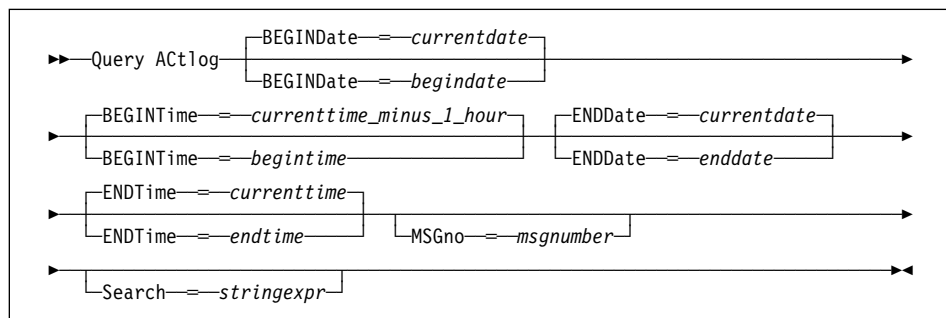 BEGINDate = currentdate
Query ACtlog
BEGINDate = begindate
BEGINTime = currenttime_minus_1_hour ENDDate = currentdate
BEGINTime = begintime ENDDate = enddate
ENDTime = currenttime
ENDTime = endtime MSGno = msgnumber
Search = stringexpr